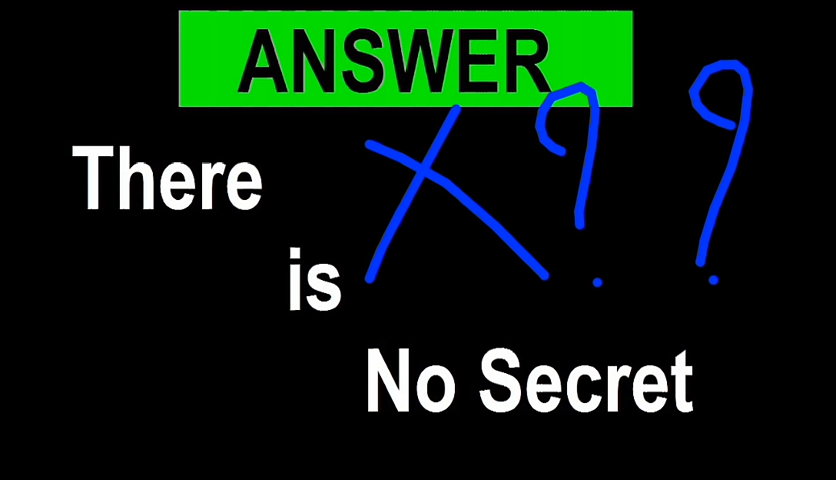 ANSWER
There
X??
is
No Secret